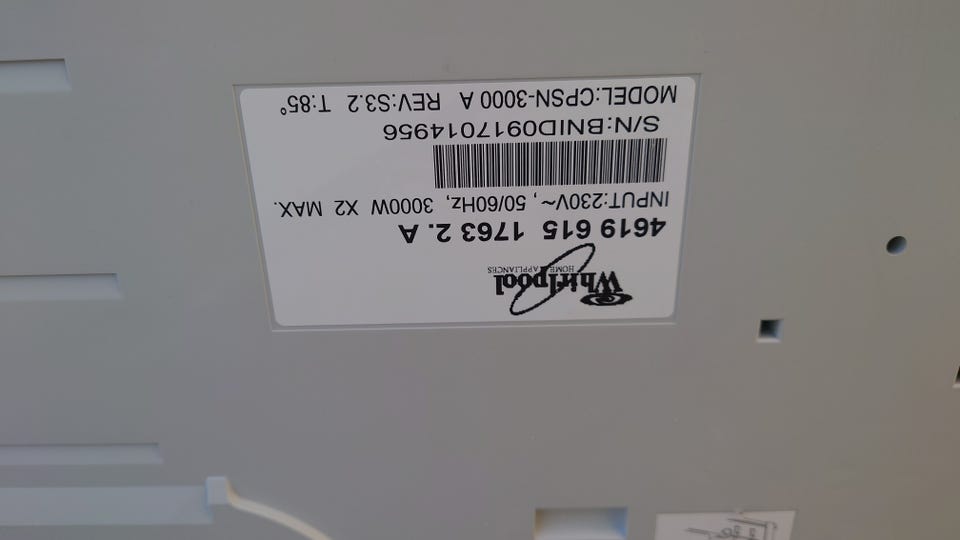 Whirlpool
HOME APPLIANCES
4619 615 1763 2. A
INPUT:230V~, 50/60Hz, 3000W X2 MAX.
S/N:BNID0917014956
MODEL:CPSN-3000 A REV:S3.2 T:85°